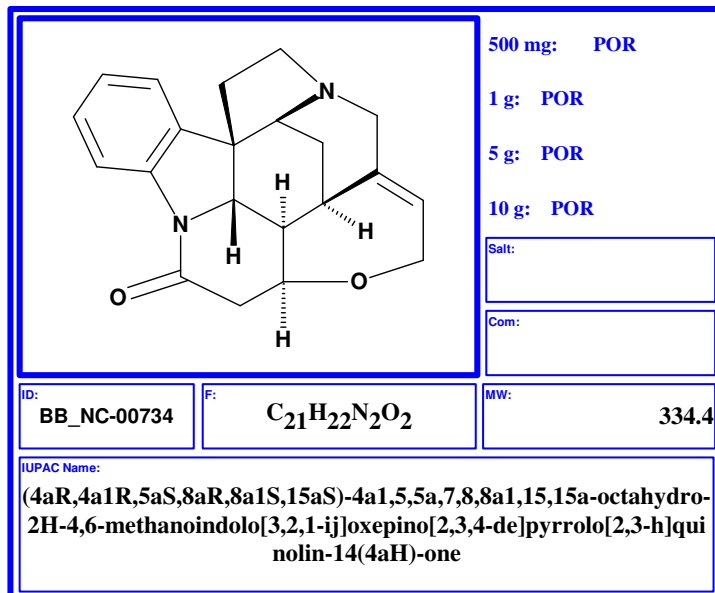 500 mg: POR
1 g: POR
5 g: POR
10 g: POR
N
H
H
N
H
O
O
H
Salt:
Com:
ID:
BB_NC-00734
F:
C21H22N2O2
MW:
334.4
IUPAC Name:
(4aR,4a1R,5aS,8aR,8a1S,15aS)-4a1,5,5a,7,8,8a1,15,15a-octahydro-
2H-4,6-methanoindolo[3,2,1-ij]oxepino[2,3,4-de]pyrrolo[2,3-h]qui
nolin-14(4aH)-one